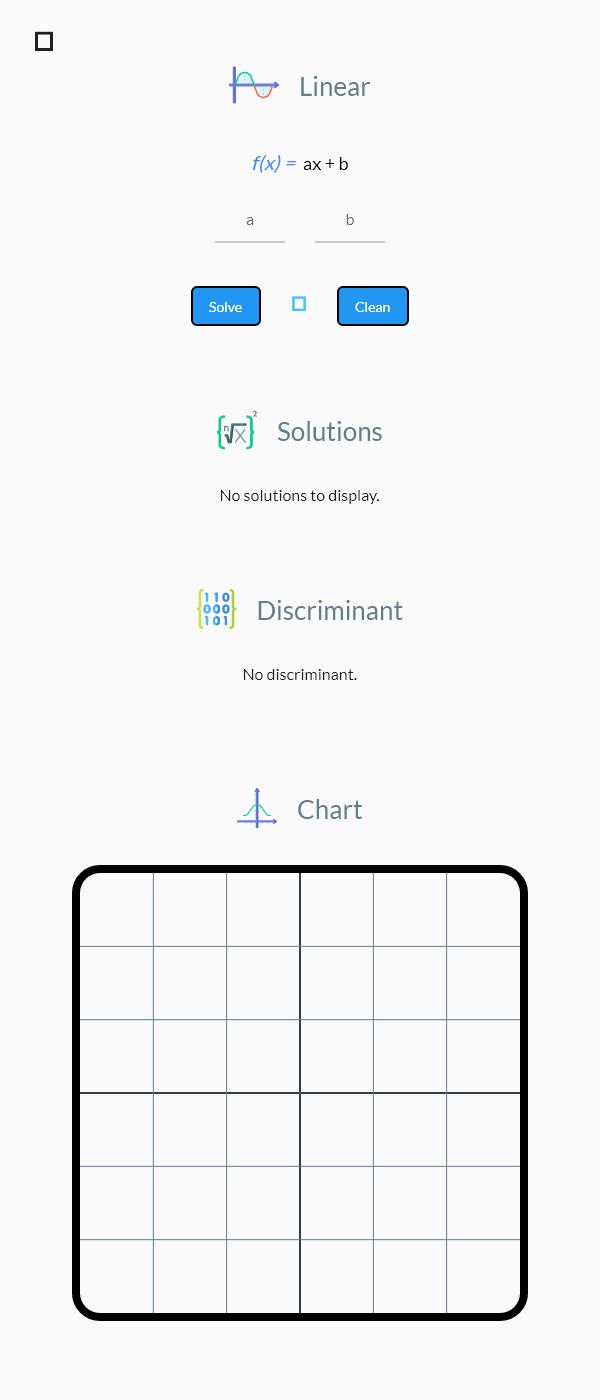 Linear
f(x) = ax + b
a b
Solve Clean
Solutions
No solutions to display.
Discriminant
No discriminant.
Chart